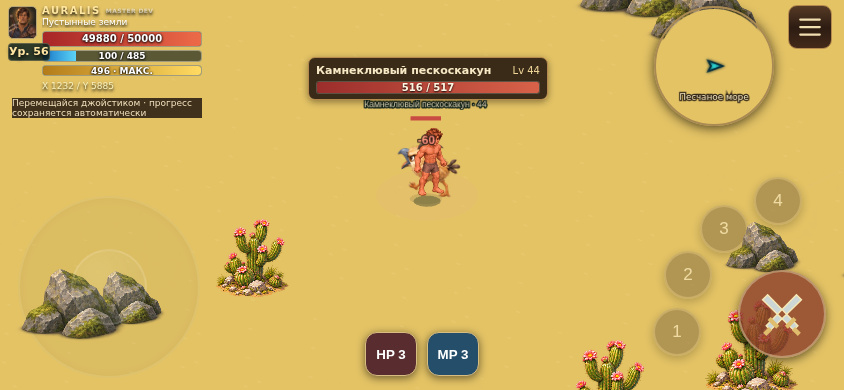 AURALIS MASTER DEV
Пустынные земли
49880 / 50000
Ур. 56
100 / 485
496 · МАКС.
X 1232 / Y 5885
Перемещайся джойстиком · прогресс
сохраняется автоматически
Камнеклювый пескоскакун Lv 44
516 / 517
Камнеклювый пескоскакун · 44
-60
Песчаное море
4
3
2
1
HP 3
MP 3